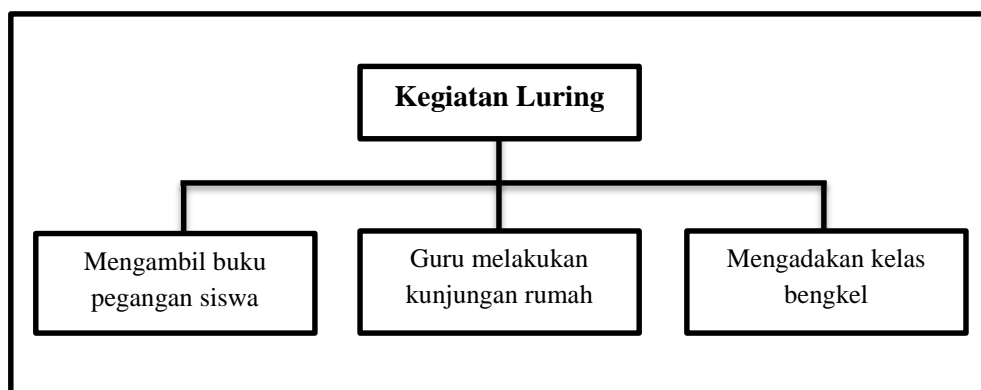 Kegiatan Luring
Mengambil buku
pegangan siswa
Guru melakukan
kunjungan rumah
Mengadakan kelas
bengkel